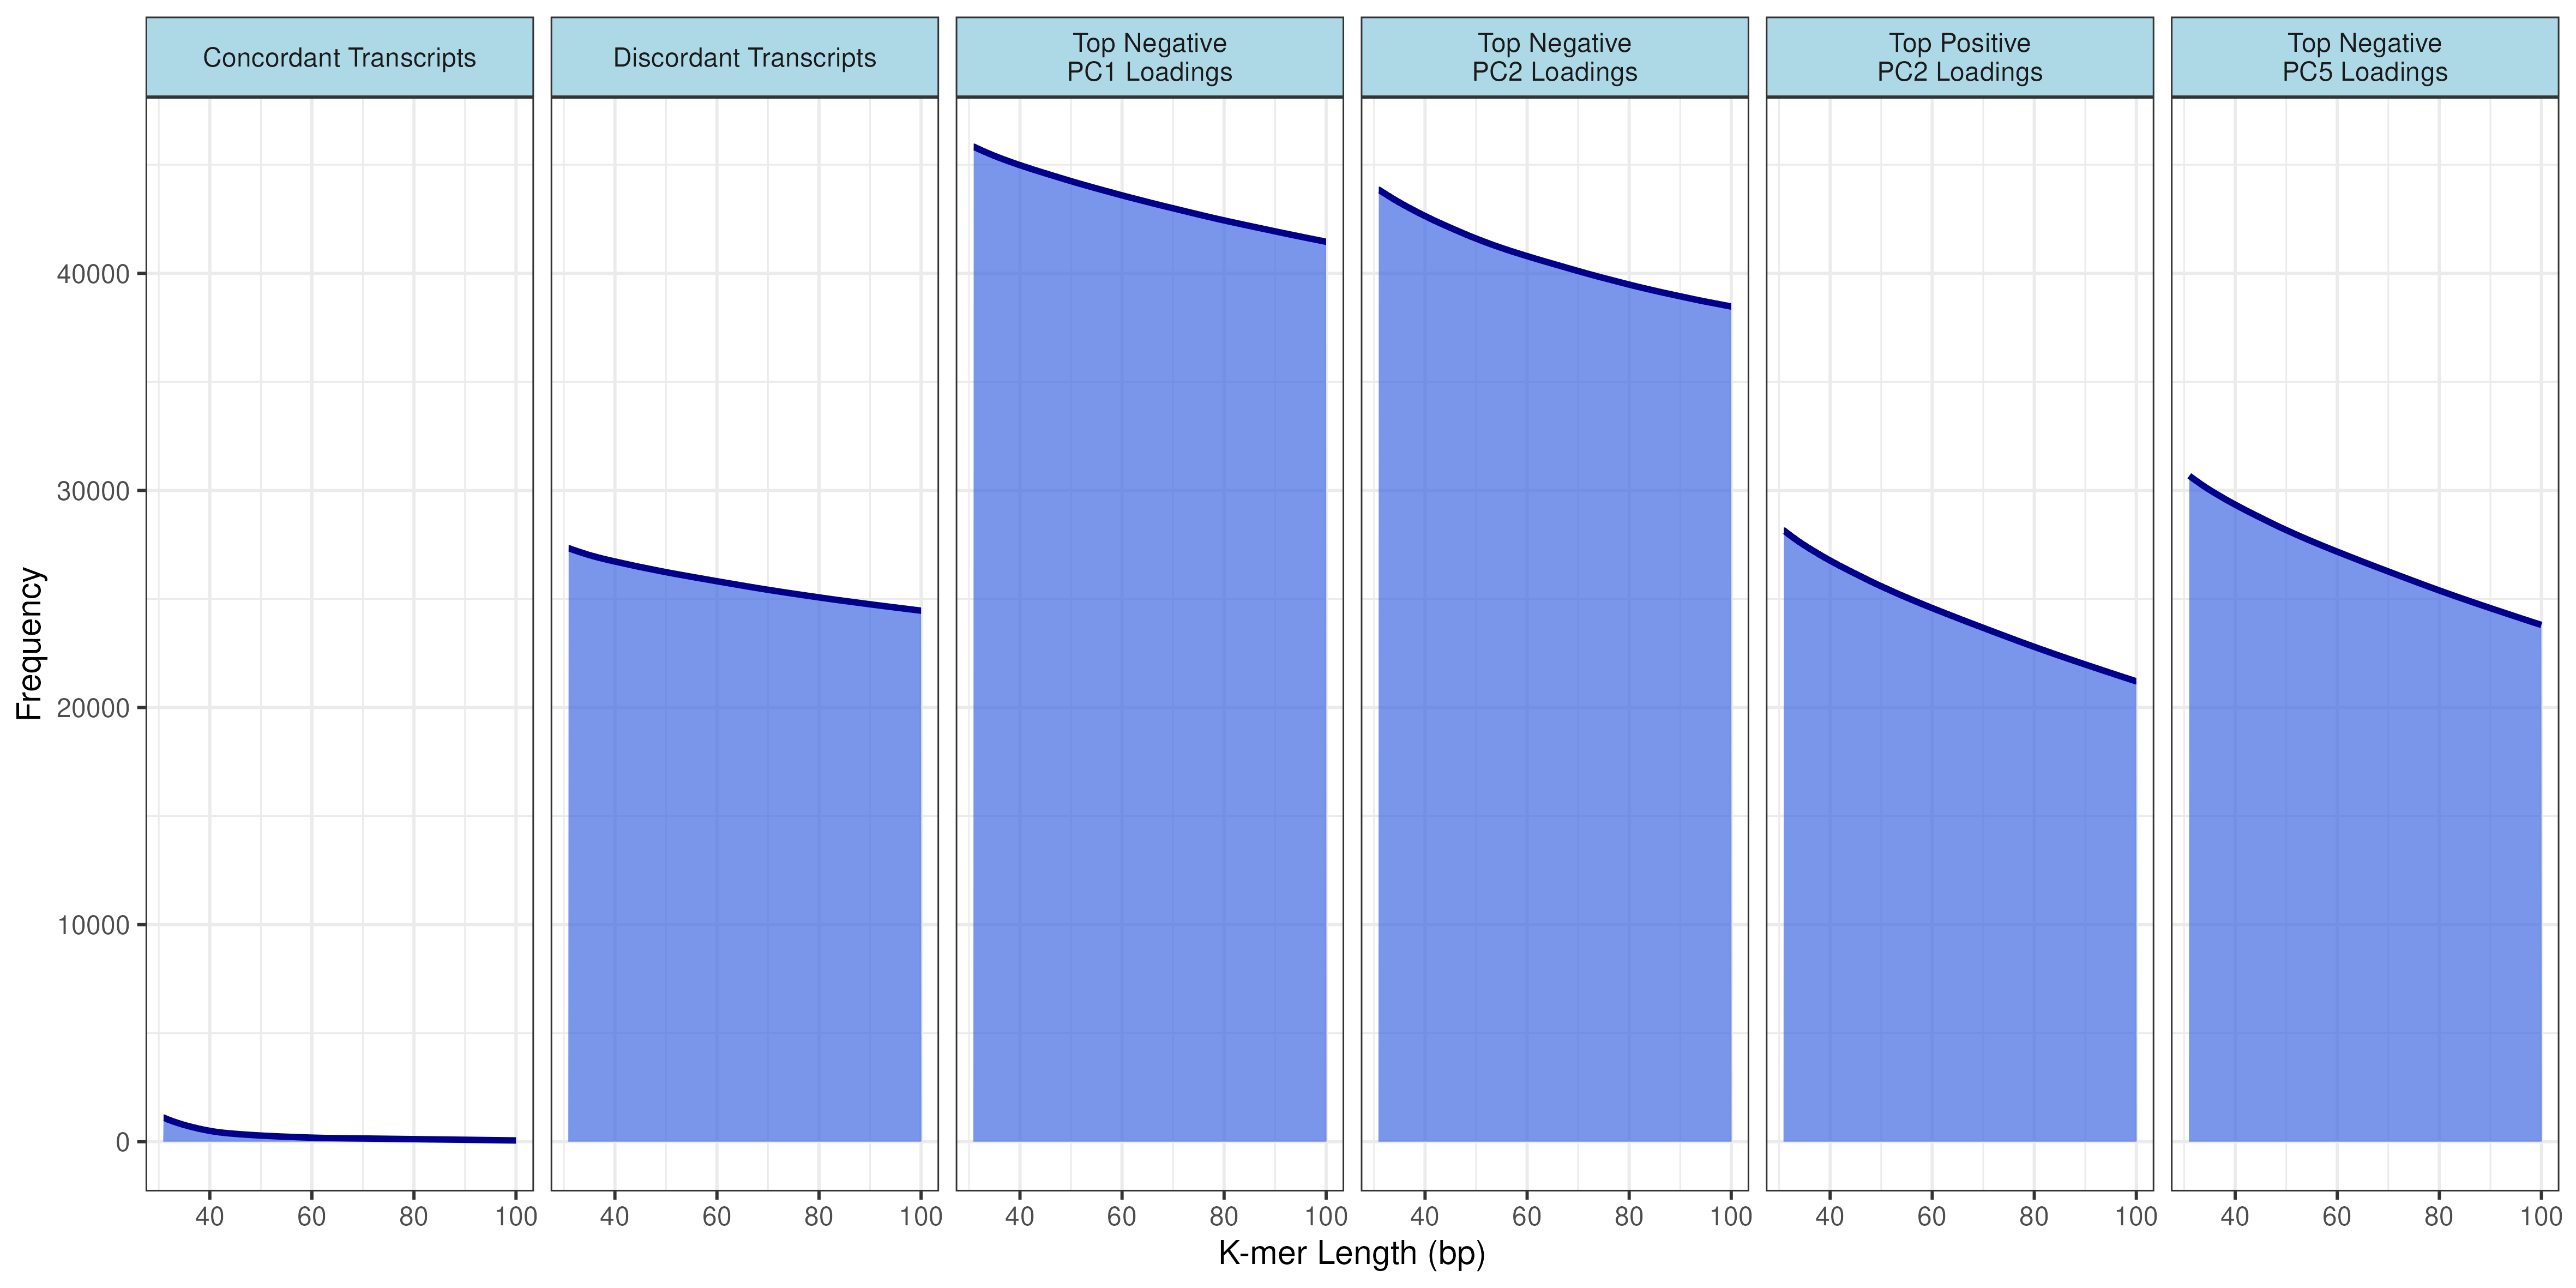 Concordant Transcripts
Discordant Transcripts
Top Negative
PC1 Loadings
Top Negative
PC2 Loadings
Top Positive
PC2 Loadings
Top Negative
PC5 Loadings
Frequency
40000
30000
20000
10000
0
40 60 80 100
40 60 80 100
40 60 80 100
40 60 80 100
40 60 80 100
40 60 80 100
K-mer Length (bp)